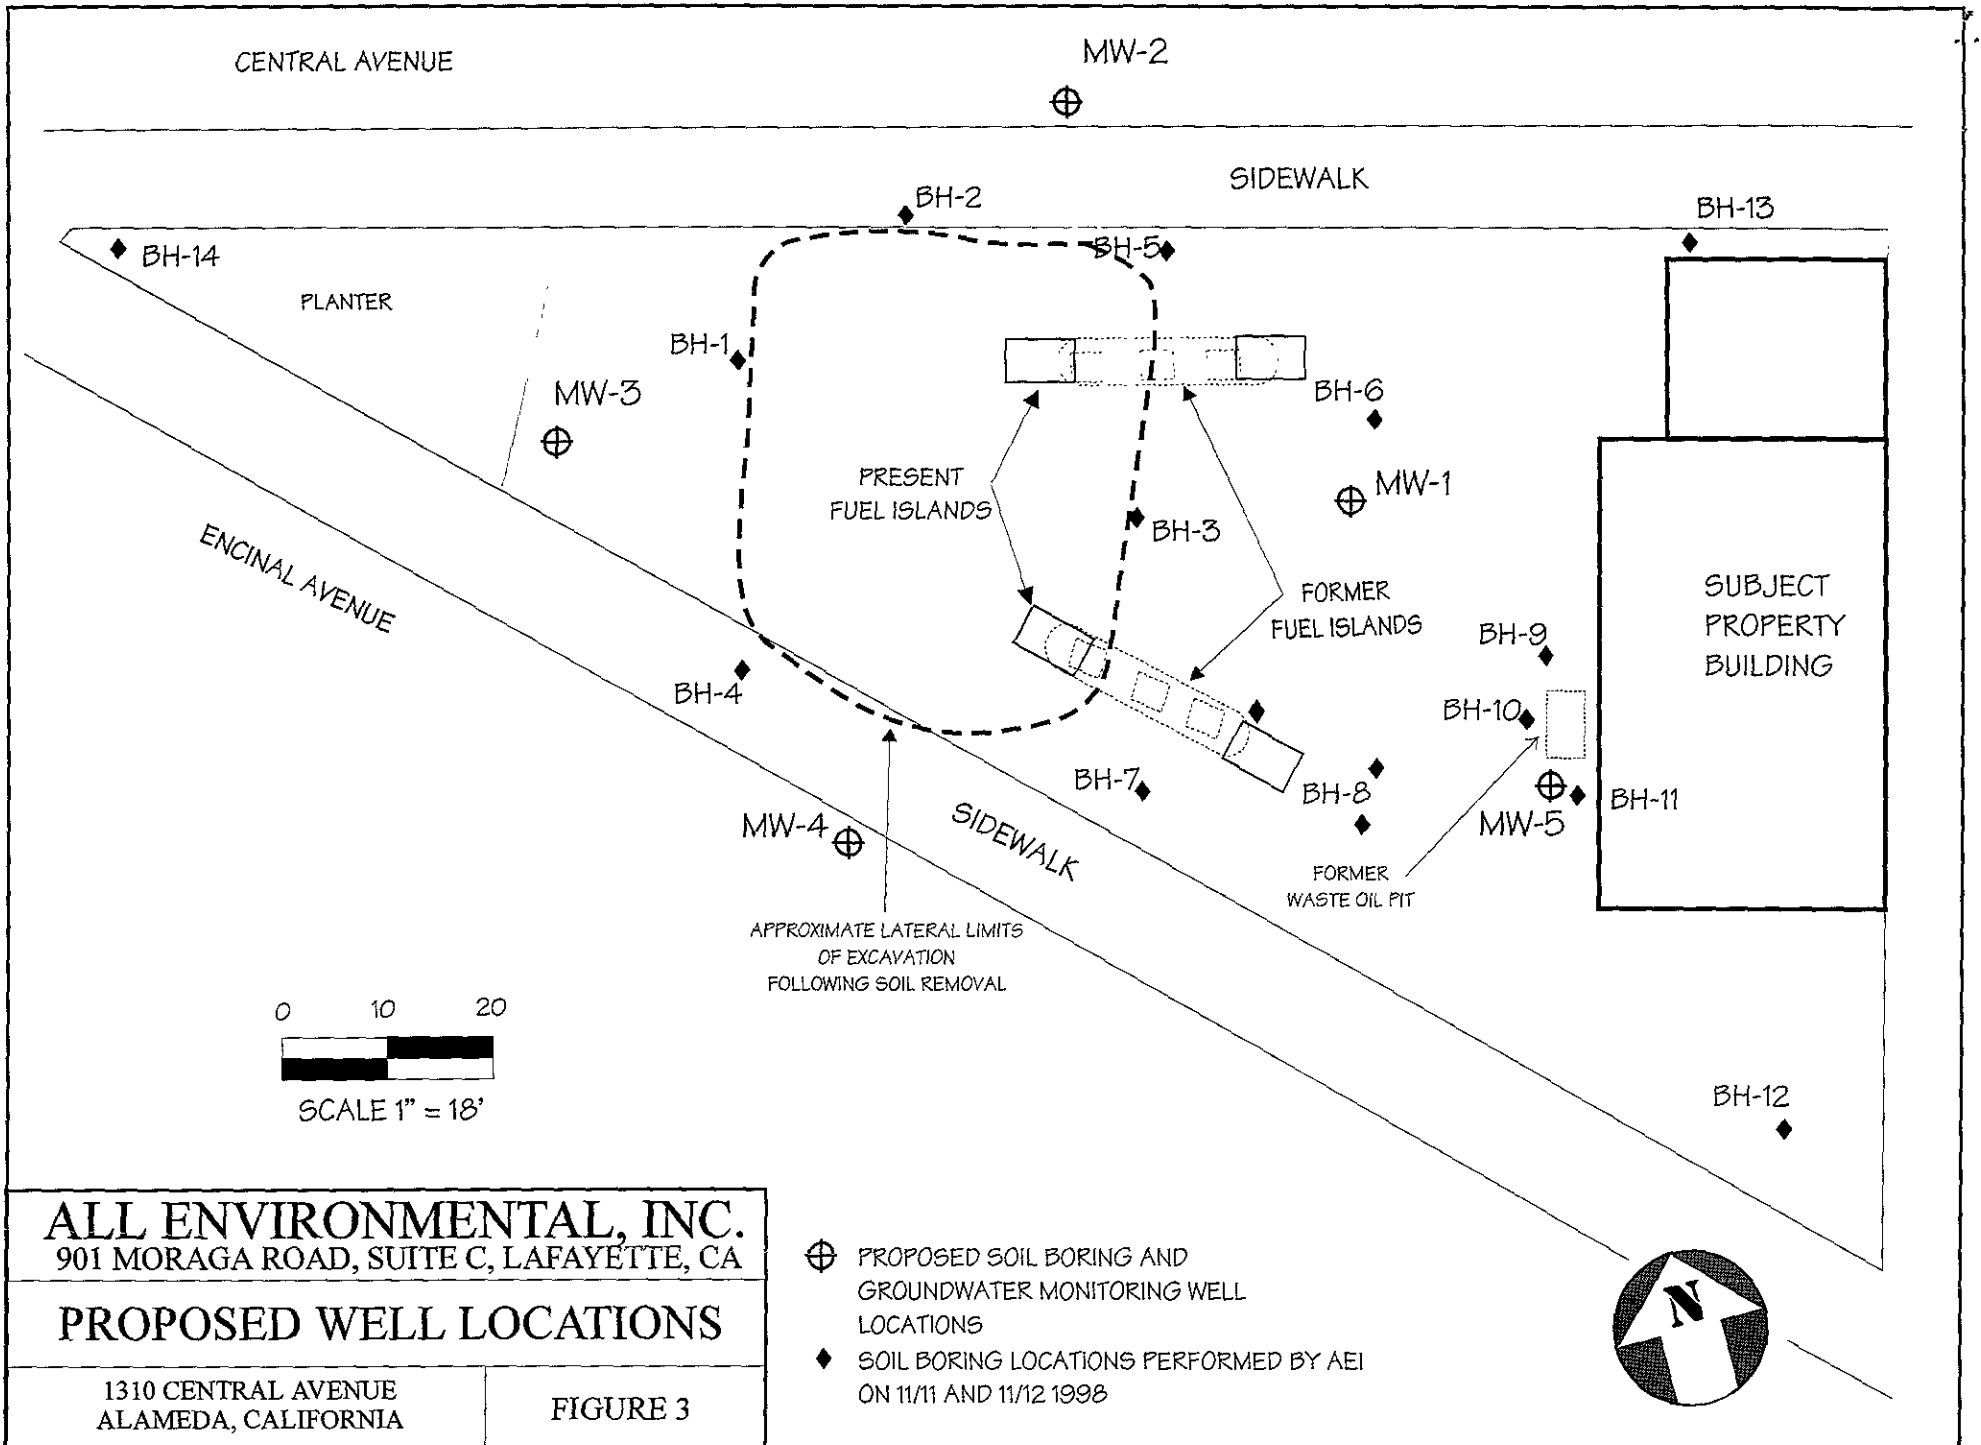 CENTRAL AVENUE
MW-2
SIDEWALK
BH-2
BH-13
BH-5
BH-14
PLANTER
BH-1
BH-6
MW-3
PRESENT
FUEL ISLANDS
MW-1
BH-3
ENCINAL AVENUE
FORMER
FUEL ISLANDS
SUBJECT
PROPERTY
BUILDING
BH-9
BH-4
BH-10
BH-7
BH-8
BH-11
MW-4
SIDEWALK
MW-5
FORMER
WASTE OIL PIT
APPROXIMATE LATERAL LIMITS
OF EXCAVATION
FOLLOWING SOIL REMOVAL
0 10 20
SCALE 1" = 18'
BH-12
ALL ENVIRONMENTAL, INC.
901 MORAGA ROAD, SUITE C, LAFAYETTE, CA
PROPOSED WELL LOCATIONS
1310 CENTRAL AVENUE
ALAMEDA, CALIFORNIA
FIGURE 3
PROPOSED SOIL BORING AND
GROUNDWATER MONITORING WELL
LOCATIONS
SOIL BORING LOCATIONS PERFORMED BY AEI
ON 11/11 AND 11/12 1998
N